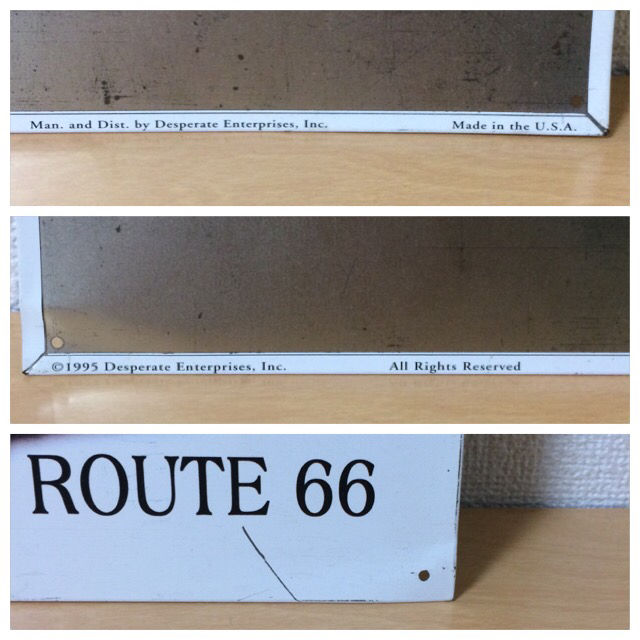 Man. and Dist. by Desperate Enterprises, Inc. Made in the U.S.A.
©1995 Desperate Enterprises, Inc. All Rights Reserved
ROUTE 66